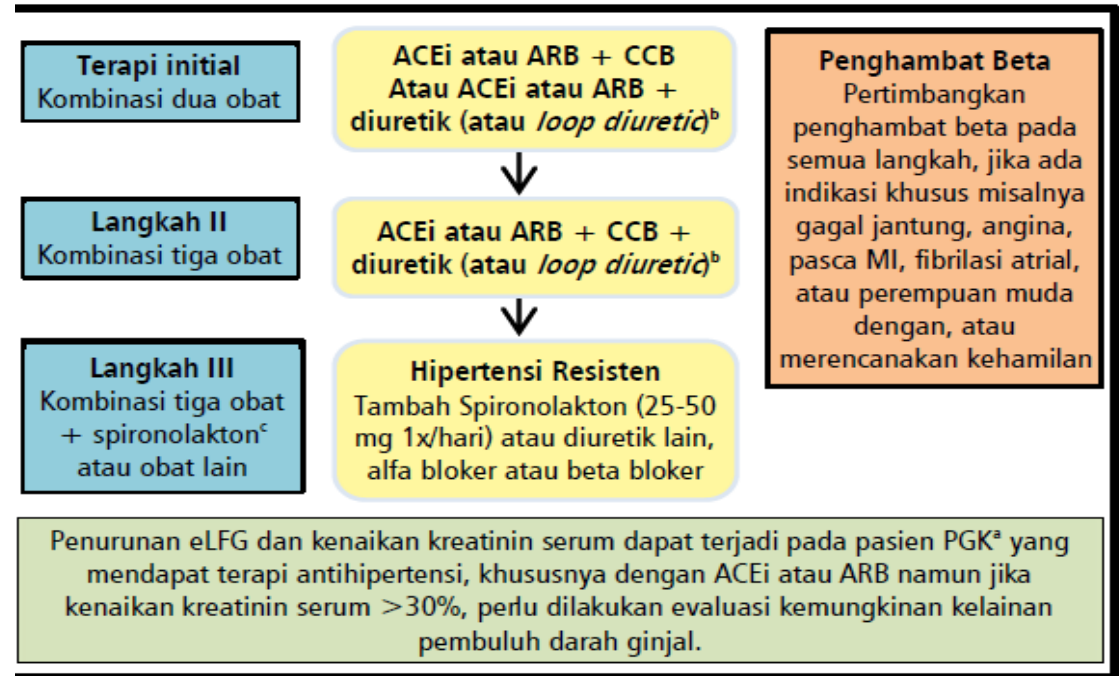 Terapi initial
Kombinasi dua obat
ACEi atau ARB + CCB
Atau ACEi atau ARB +
diuretik (atau loop diuretic)ᵇ
Penghambat Beta
Pertimbangkan
penghambat beta pada
semua langkah, jika ada
indikasi khusus misalnya
gagal jantung, angina,
pasca MI, fibrilasi atrial,
atau perempuan muda
dengan, atau
merencanakan kehamilan
Langkah II
Kombinasi tiga obat
ACEi atau ARB + CCB +
diuretik (atau loop diuretic)ᵇ
Langkah III
Kombinasi tiga obat
+ spironolaktonᶜ
atau obat lain
Hipertensi Resisten
Tambah Spironolakton (25-50
mg 1x/hari) atau diuretik lain,
alfa bloker atau beta bloker
Penurunan eLFG dan kenaikan kreatinin serum dapat terjadi pada pasien PGKᵃ yang
mendapat terapi antihipertensi, khususnya dengan ACEi atau ARB namun jika
kenaikan kreatinin serum >30%, perlu dilakukan evaluasi kemungkinan kelainan
pembuluh darah ginjal.